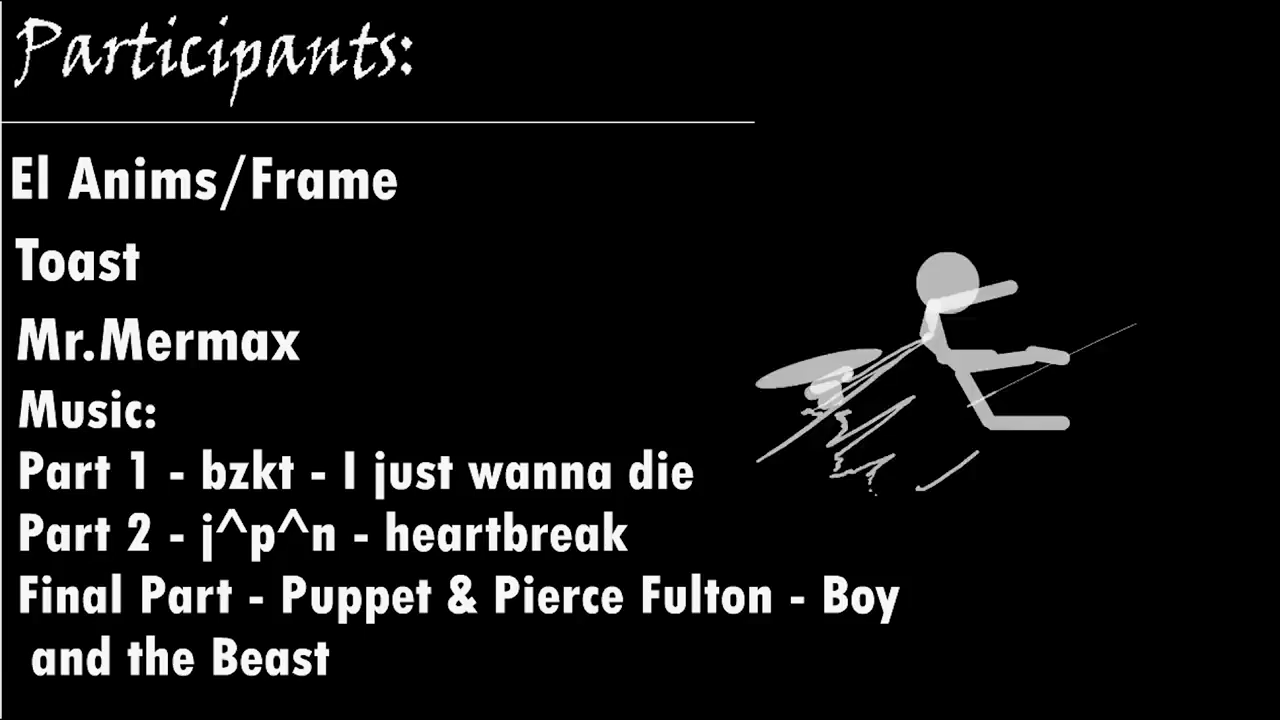 Participants:
El Anims/Frame
Toast
Mr.Mermax
Music:
Part 1 - bzkt - I just wanna die
Part 2 - j^p^n - heartbreak
Final Part - Puppet & Pierce Fulton - Boy
and the Beast